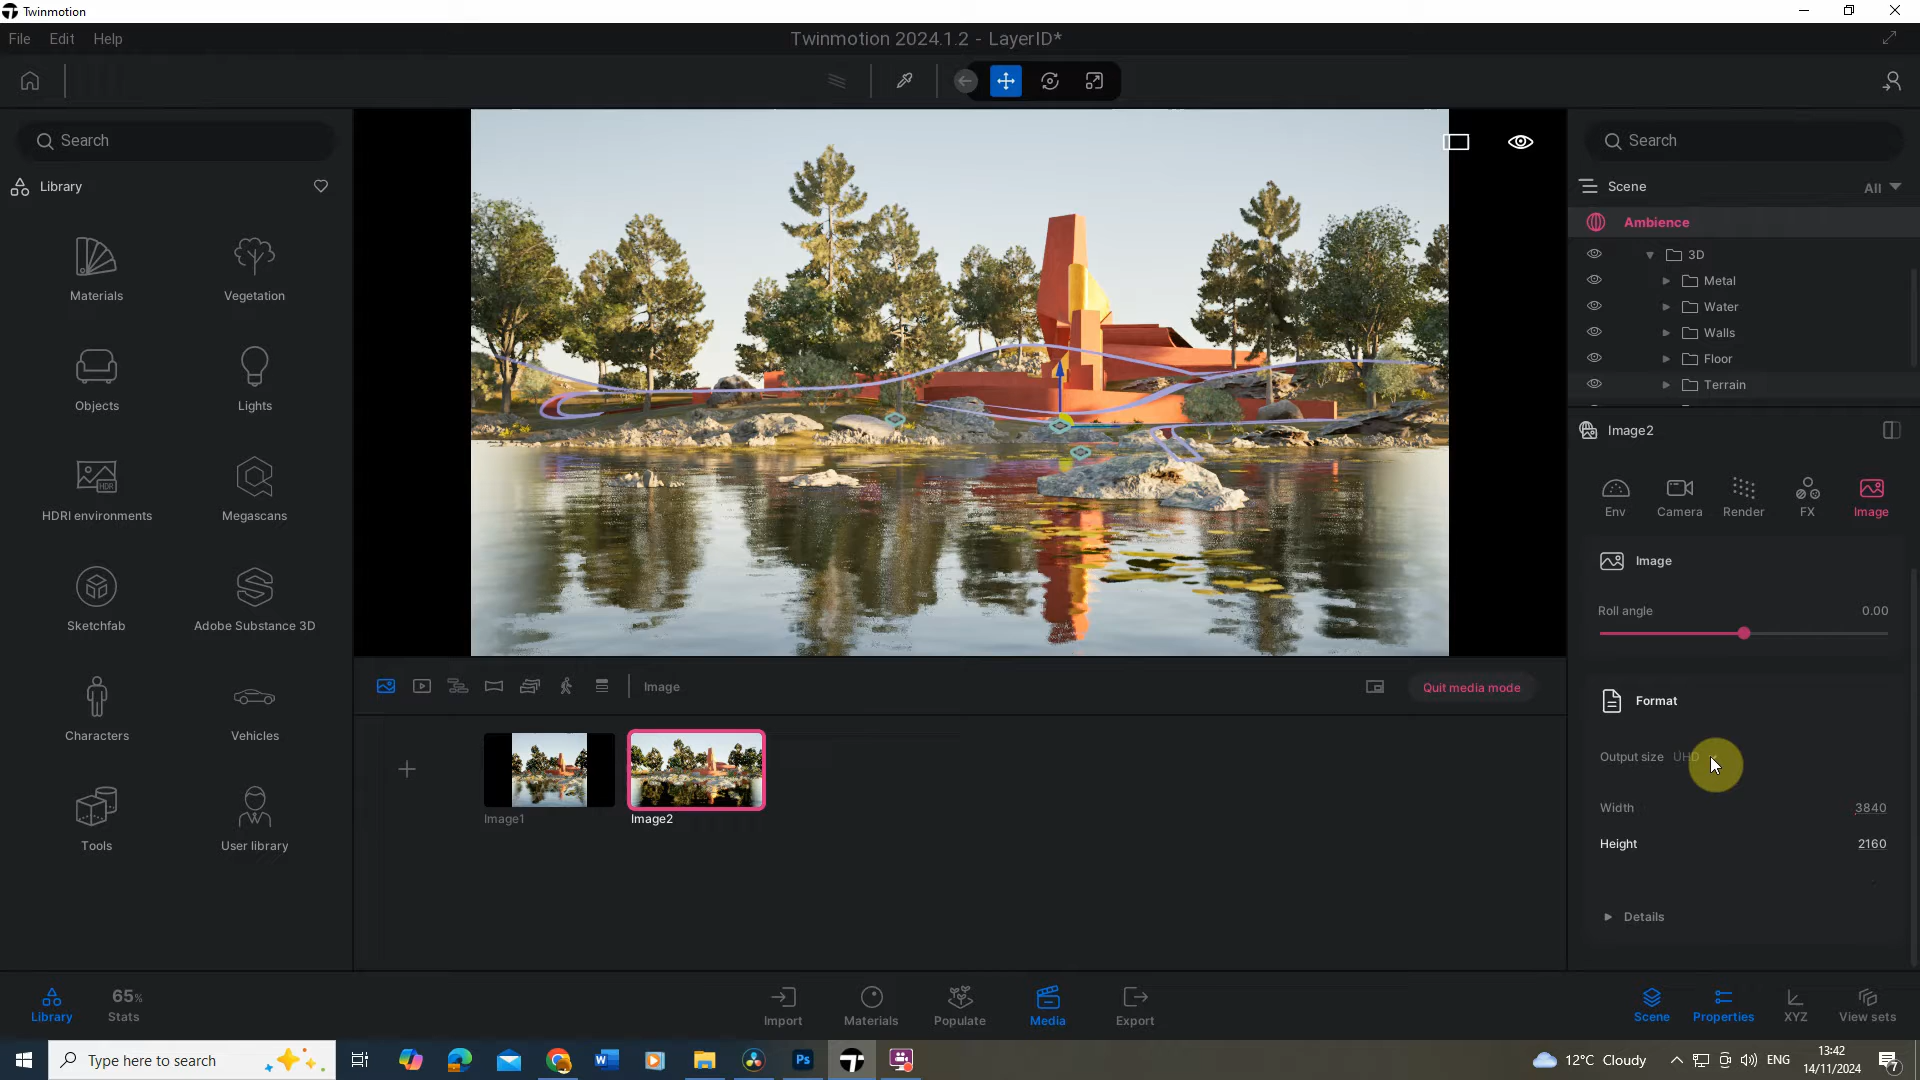 Twinmotion
File Edit Help
Twinmotion 2024.1.2 - LayerID*
Search
Library
Materials
Vegetation
Objects
Lights
HDR
HDRI environments
Megascans
Sketchfab
Adobe Substance 3D
Characters
Vehicles
Tools
User library
Image
Quit media mode
Image1
Image2
Search
Scene
All
Ambience
3D
Metal
Water
Walls
Floor
Terrain
Image2
Env
Camera
Render
FX
Image
Image
Roll angle 0.00
Format
Output size UHD
Width 3840
Height 2160
Details
Library
65%
Stats
Import
Materials
Populate
Media
Export
Scene
Properties
XYZ
View sets
Type here to search
W
Ps
12°C Cloudy
ENG
13:42
14/11/2024
7